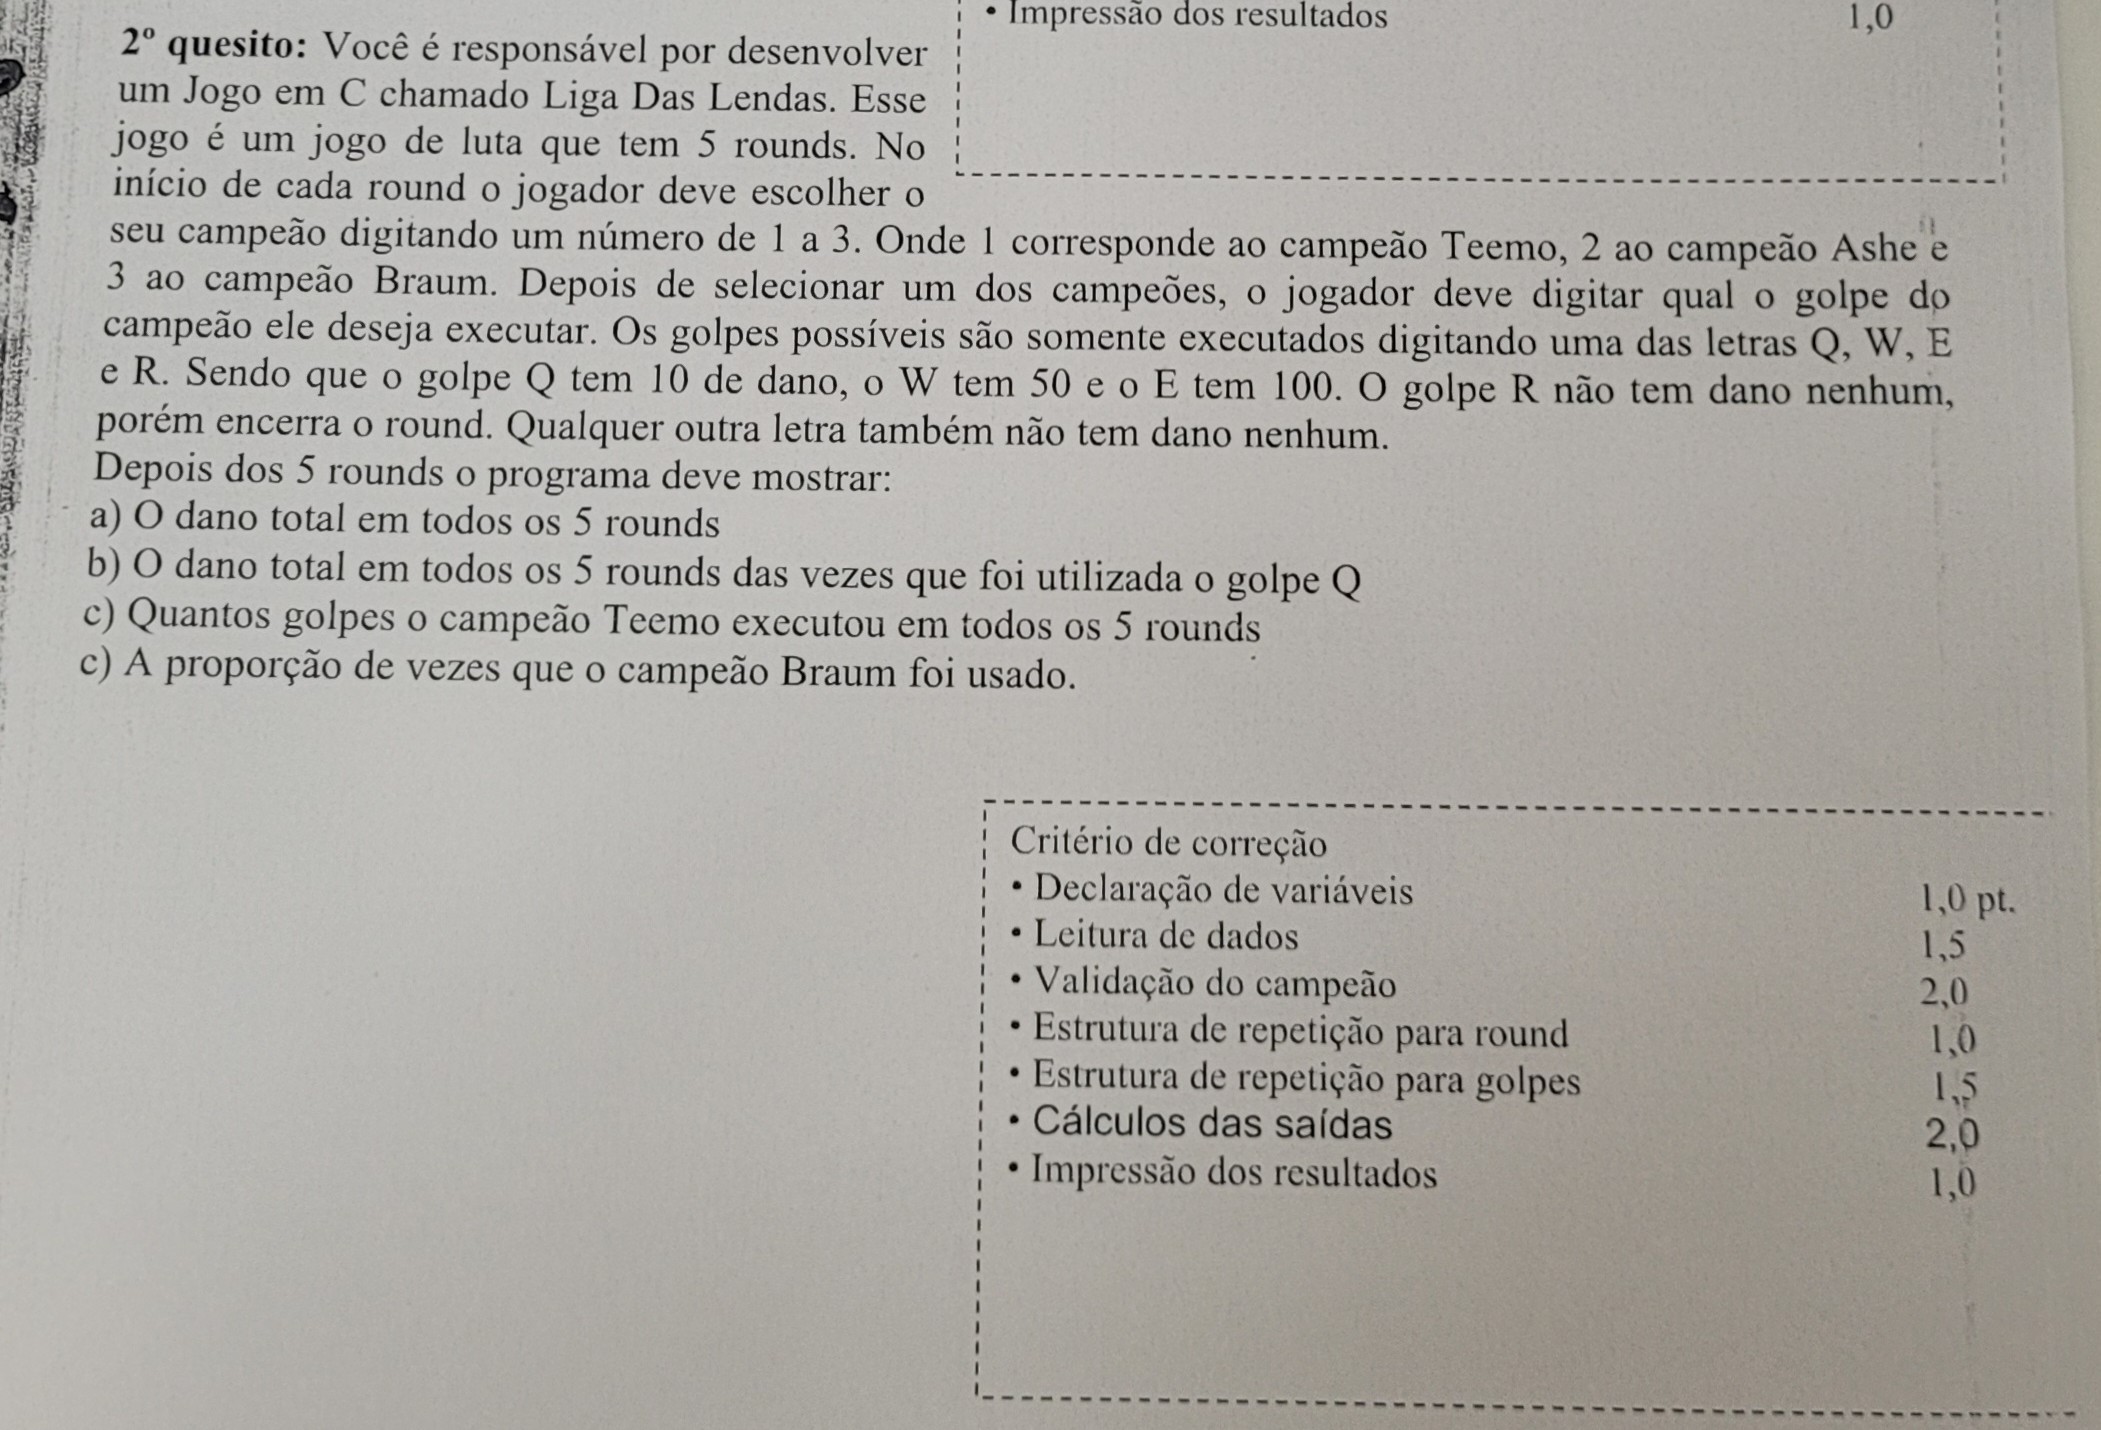 • Impressão dos resultados 1,0
2º quesito: Você é responsável por desenvolver
um Jogo em C chamado Liga Das Lendas. Esse
jogo é um jogo de luta que tem 5 rounds. No
início de cada round o jogador deve escolher o
seu campeão digitando um número de 1 a 3. Onde 1 corresponde ao campeão Teemo, 2 ao campeão Ashe e
3 ao campeão Braum. Depois de selecionar um dos campeões, o jogador deve digitar qual o golpe do
campeão ele deseja executar. Os golpes possíveis são somente executados digitando uma das letras Q, W, E
e R. Sendo que o golpe Q tem 10 de dano, o W tem 50 e o E tem 100. O golpe R não tem dano nenhum,
porém encerra o round. Qualquer outra letra também não tem dano nenhum.
Depois dos 5 rounds o programa deve mostrar:
a) O dano total em todos os 5 rounds
b) O dano total em todos os 5 rounds das vezes que foi utilizada o golpe Q
c) Quantos golpes o campeão Teemo executou em todos os 5 rounds
c) A proporção de vezes que o campeão Braum foi usado.
Critério de correção
• Declaração de variáveis 1,0 pt.
• Leitura de dados 1,5
• Validação do campeão 2,0
• Estrutura de repetição para round 1,0
• Estrutura de repetição para golpes 1,5
• Cálculos das saídas 2,0
• Impressão dos resultados 1,0